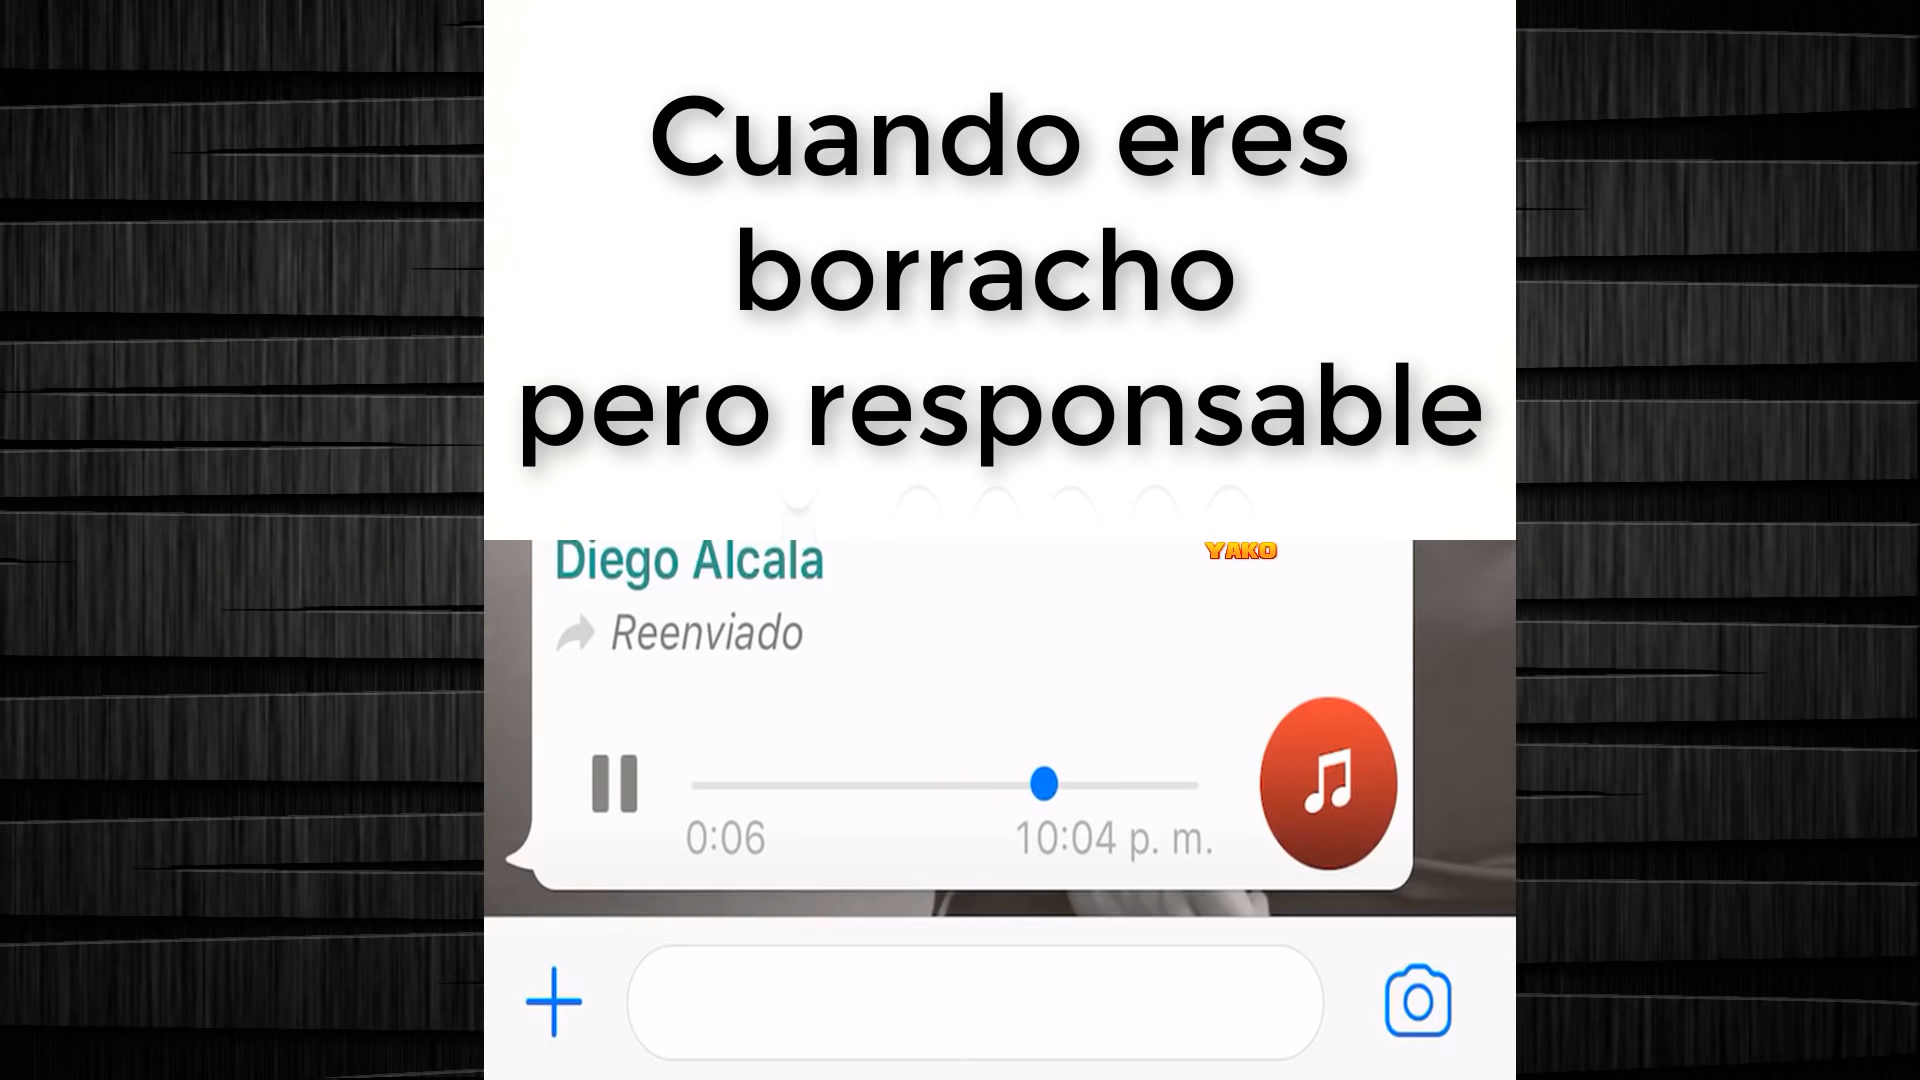 Cuando eres
borracho
pero responsable
YAKO
Diego Alcala
Reenviado
0:06
10:04 p. m.